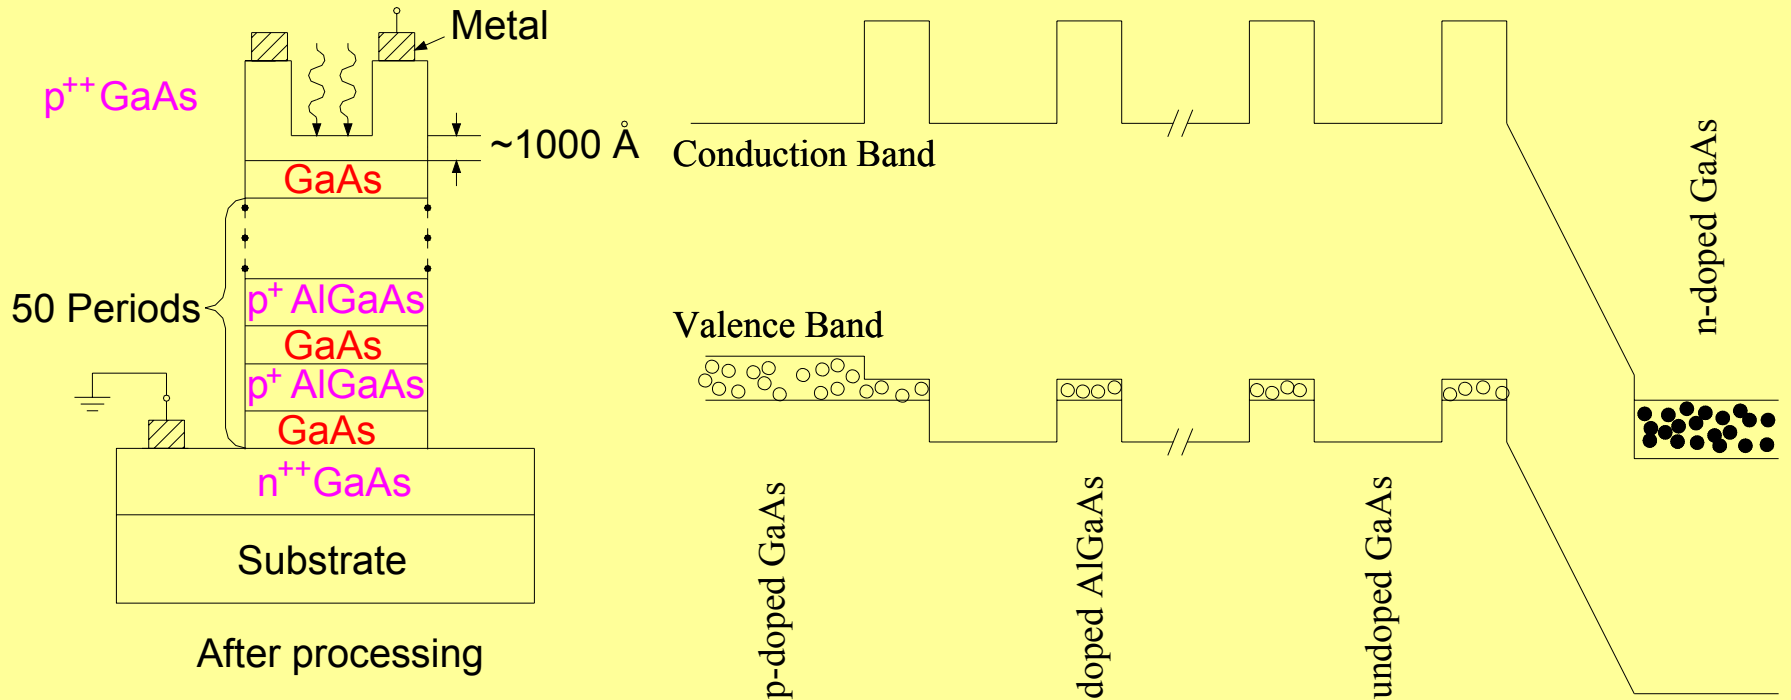 Metal
p++GaAs
~1000 Å
GaAs
50 Periods
p+ AlGaAs
GaAs
p+ AlGaAs
GaAs
n++GaAs
Substrate
After processing
Conduction Band
Valence Band
p-doped GaAs
doped AlGaAs
undoped GaAs
n-doped GaAs